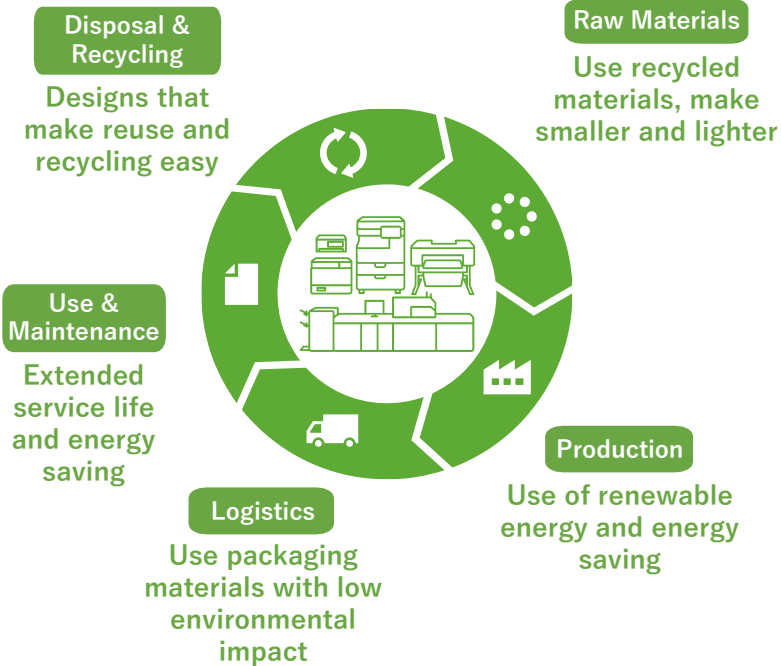 Disposal &
Recycling
Designs that
make reuse and
recycling easy
Raw Materials
Use recycled
materials, make
smaller and lighter
Use &
Maintenance
Extended
service life
and energy
saving
Production
Use of renewable
energy and energy
saving
Logistics
Use packaging
materials with low
environmental
impact